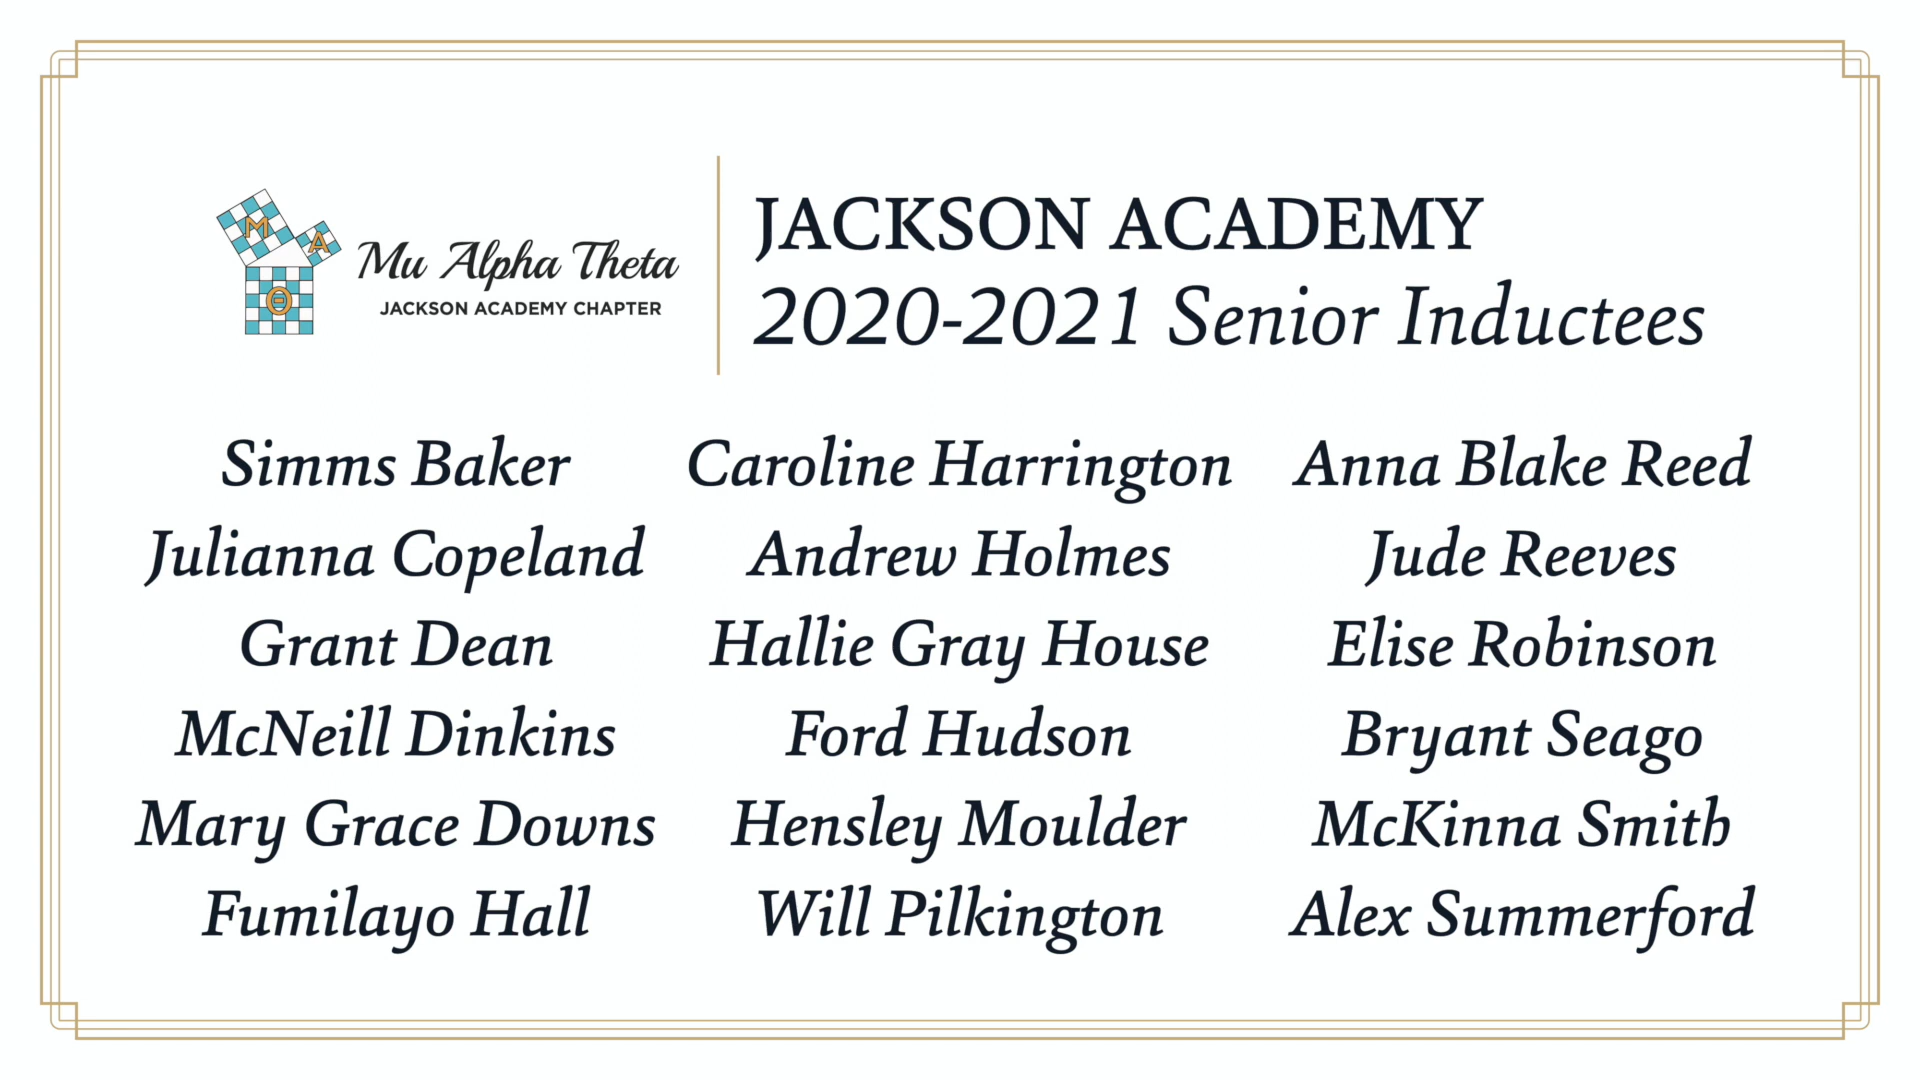 M
A
Θ
Mu Alpha Theta
JACKSON ACADEMY CHAPTER
JACKSON ACADEMY
2020-2021 Senior Inductees
Simms Baker
Julianna Copeland
Grant Dean
McNeill Dinkins
Mary Grace Downs
Fumilayo Hall
Caroline Harrington
Andrew Holmes
Hallie Gray House
Ford Hudson
Hensley Moulder
Will Pilkington
Anna Blake Reed
Jude Reeves
Elise Robinson
Bryant Seago
McKinna Smith
Alex Summerford